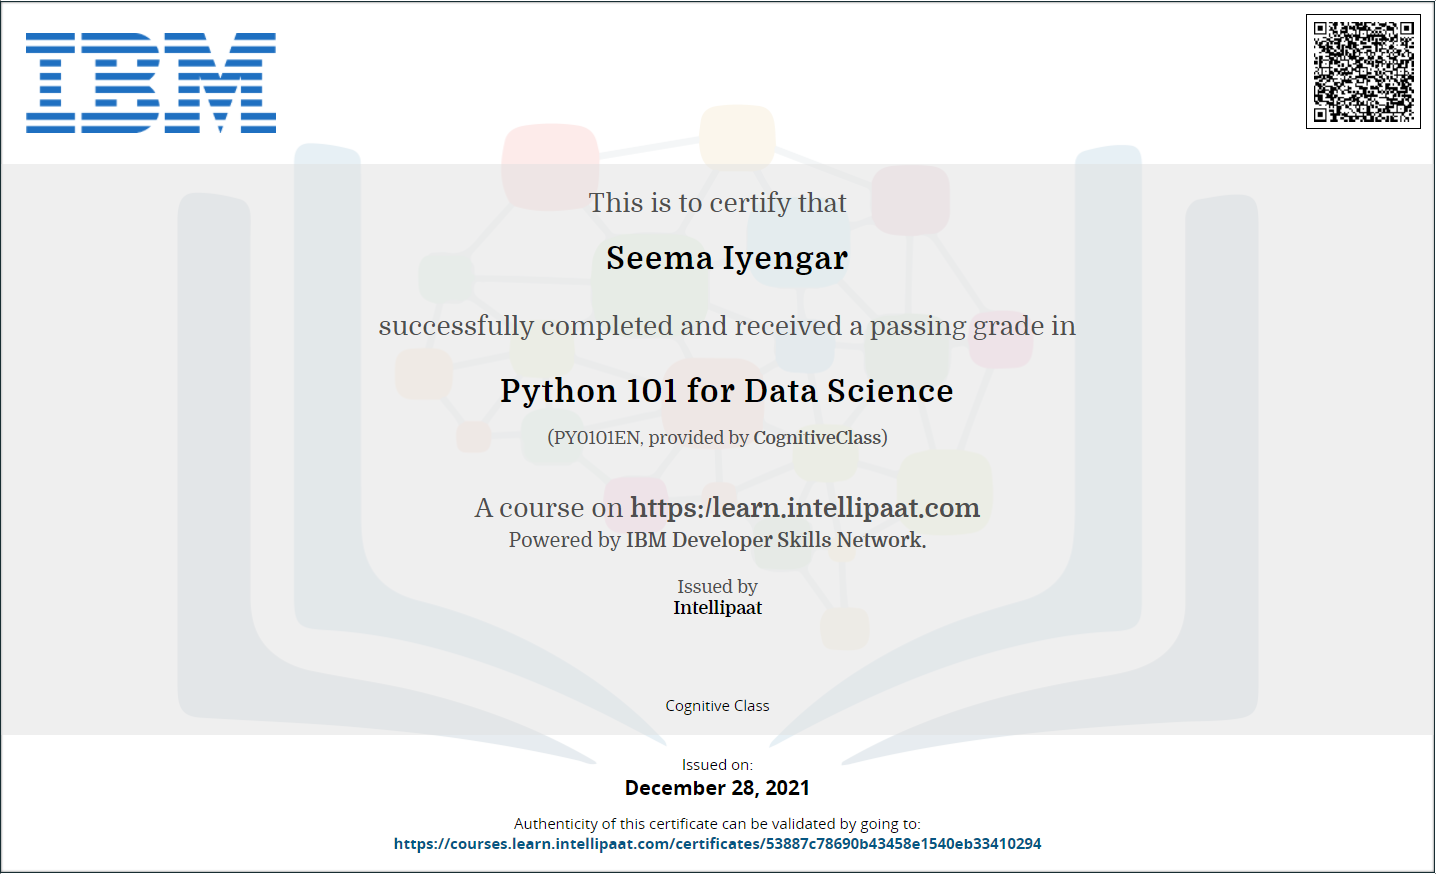 IBM
This is to certify that
Seema Iyengar
successfully completed and received a passing grade in
Python 101 for Data Science
(PY0101EN, provided by CognitiveClass)
A course on https:/learn.intellipaat.com
Powered by IBM Developer Skills Network.
Issued by
Intellipaat
Cognitive Class
Issued on:
December 28, 2021
Authenticity of this certificate can be validated by going to:
https://courses.learn.intellipaat.com/certificates/53887c78690b43458e1540eb33410294